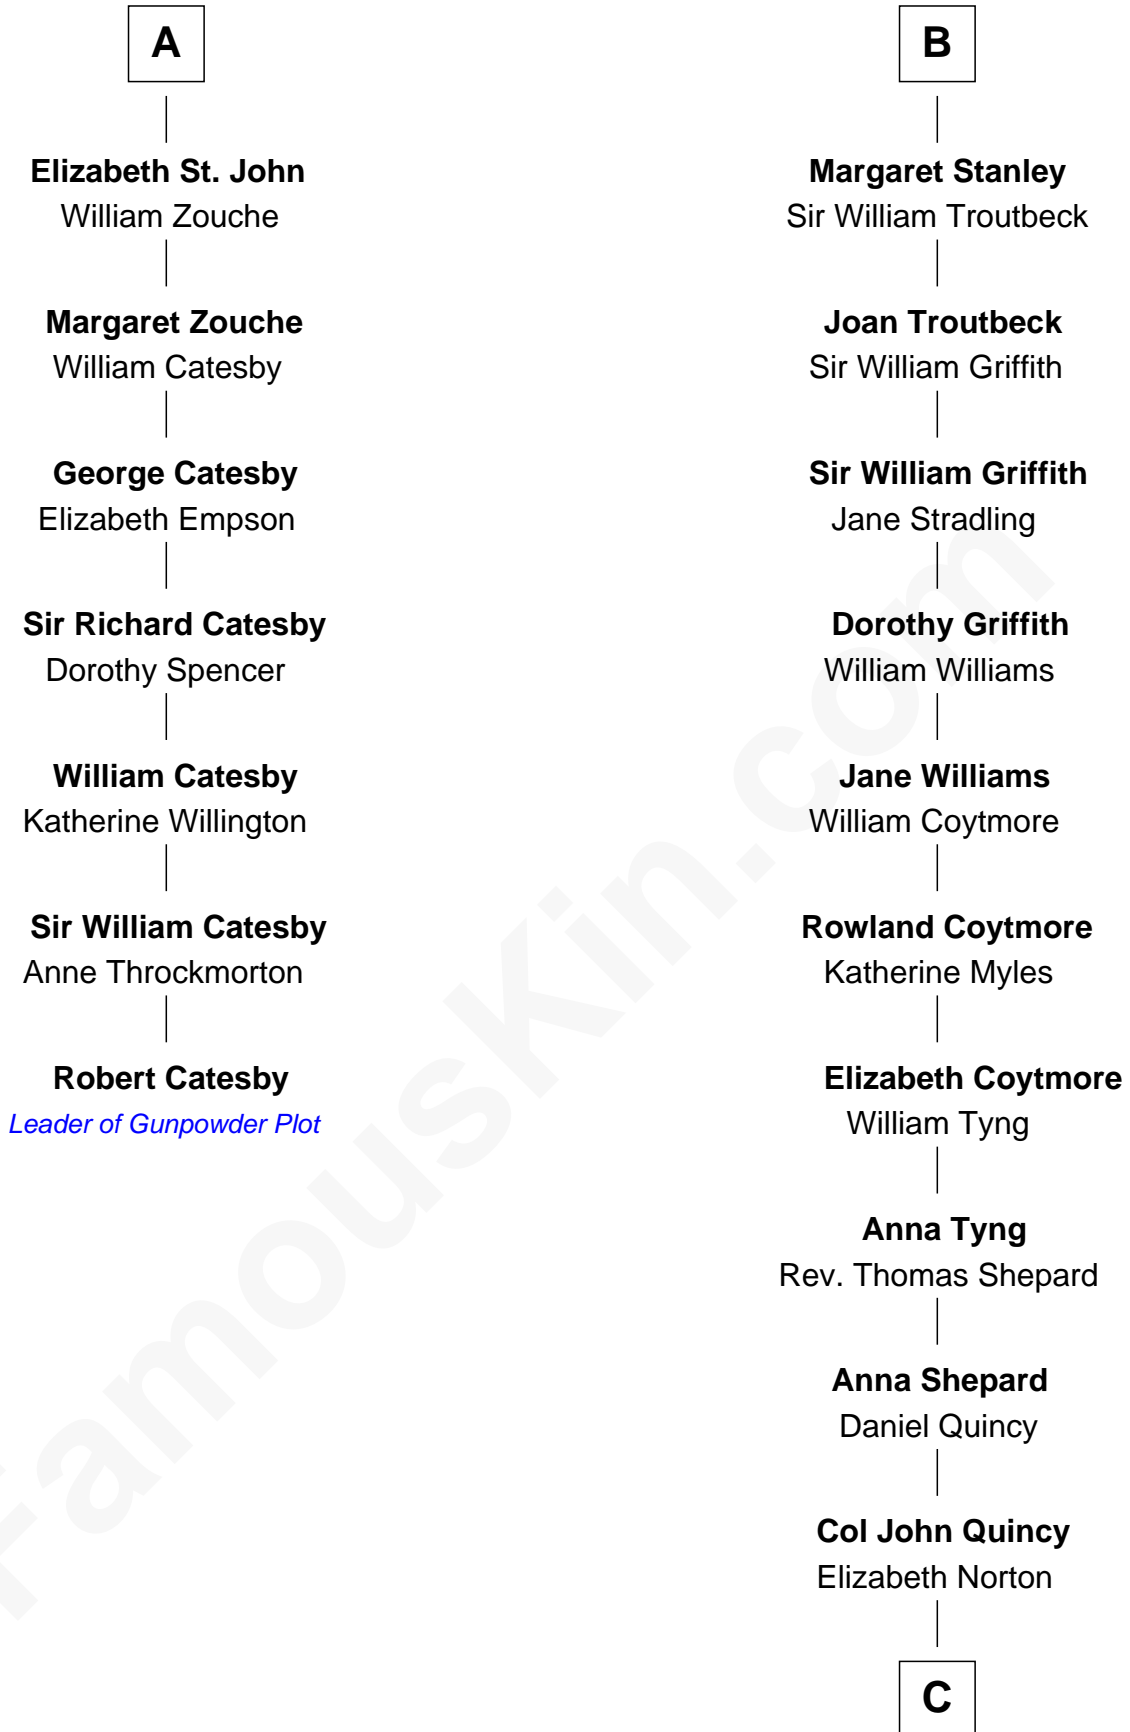 A
Elizabeth St. John
William Zouche
Margaret Zouche
William Catesby
George Catesby
Elizabeth Empson
Sir Richard Catesby
Dorothy Spencer
William Catesby
Katherine Willington
Sir William Catesby
Anne Throckmorton
Robert Catesby
Leader of Gunpowder Plot
B
Margaret Stanley
Sir William Troutbeck
Joan Troutbeck
Sir William Griffith
Sir William Griffith
Jane Stradling
Dorothy Griffith
William Williams
Jane Williams
William Coytmore
Rowland Coytmore
Katherine Myles
Elizabeth Coytmore
William Tyng
Anna Tyng
Rev. Thomas Shepard
Anna Shepard
Daniel Quincy
Col John Quincy
Elizabeth Norton
C
FamousKin.com